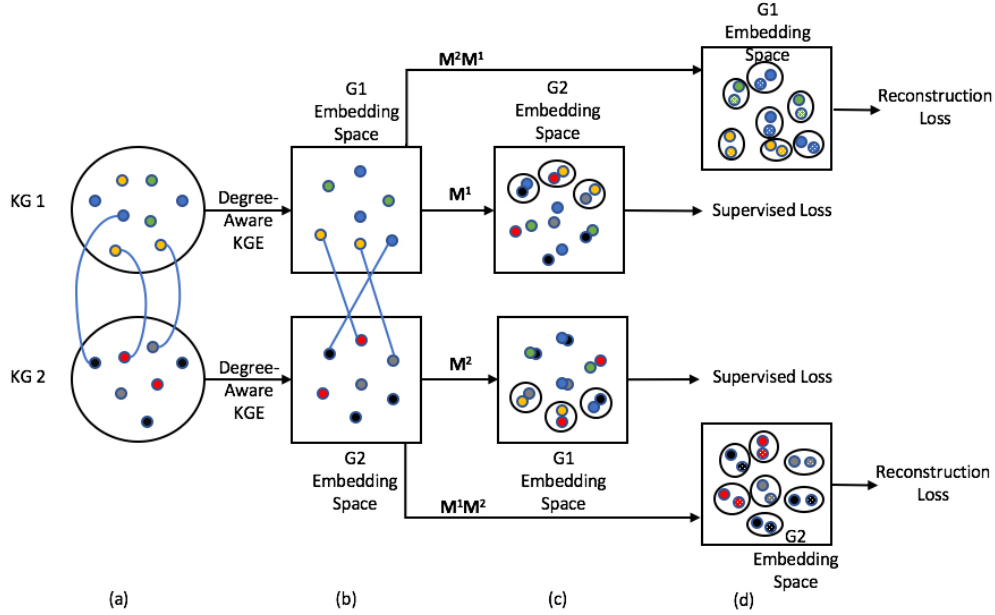 G1
Embedding
Space
M²M¹
Reconstruction
Loss
G1
Embedding
Space
G2
Embedding
Space
KG 1
Degree-
Aware
KGE
M¹
Supervised Loss
KG 2
Degree-
Aware
KGE
M²
Supervised Loss
G2
Embedding
Space
G1
Embedding
Space
M¹M²
Reconstruction
Loss
G2
Embedding
Space
(a)
(b)
(c)
(d)